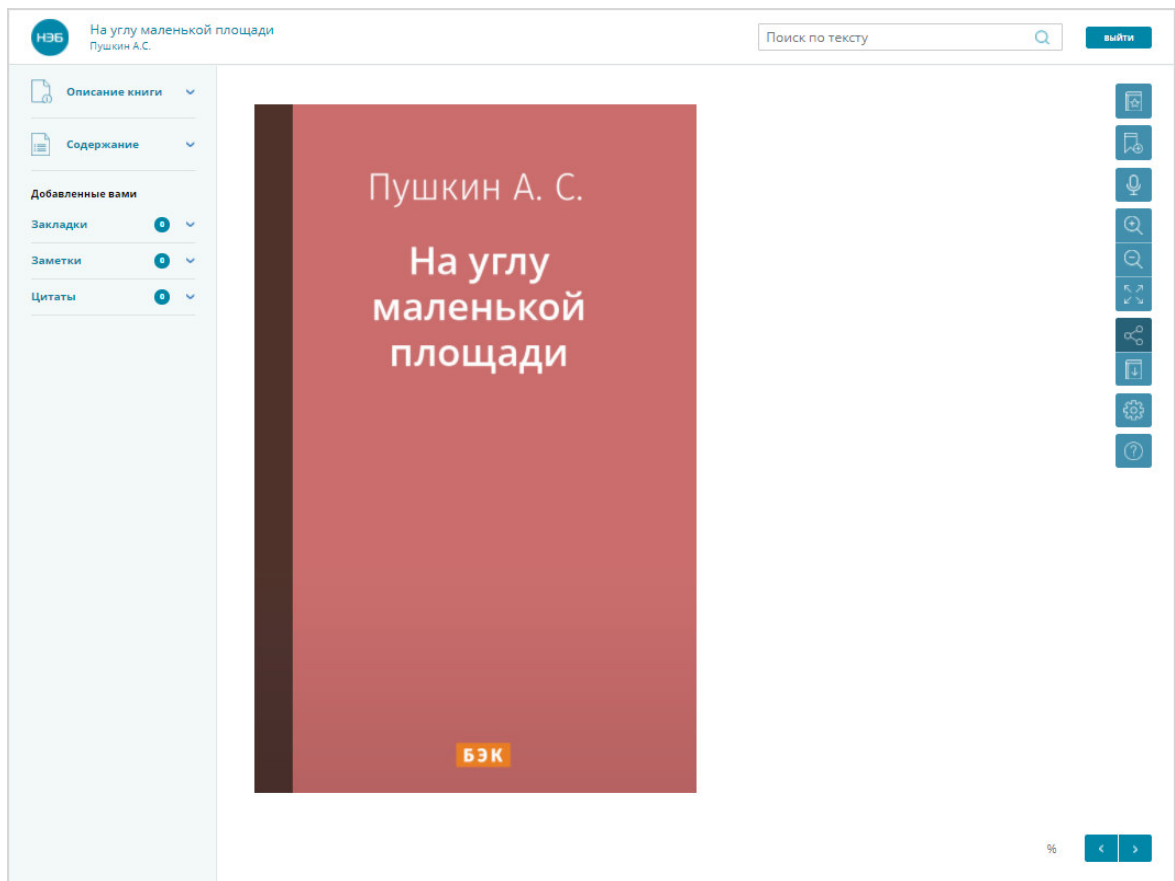 НЭБ
На углу маленькой площади
Пушкин А.С.
Поиск по тексту
выйти
Описание книги
Содержание
Добавленные вами
Закладки 0
Заметки 0
Цитаты 0
Пушкин А. С.
На углу
маленькой
площади
БЭК
%